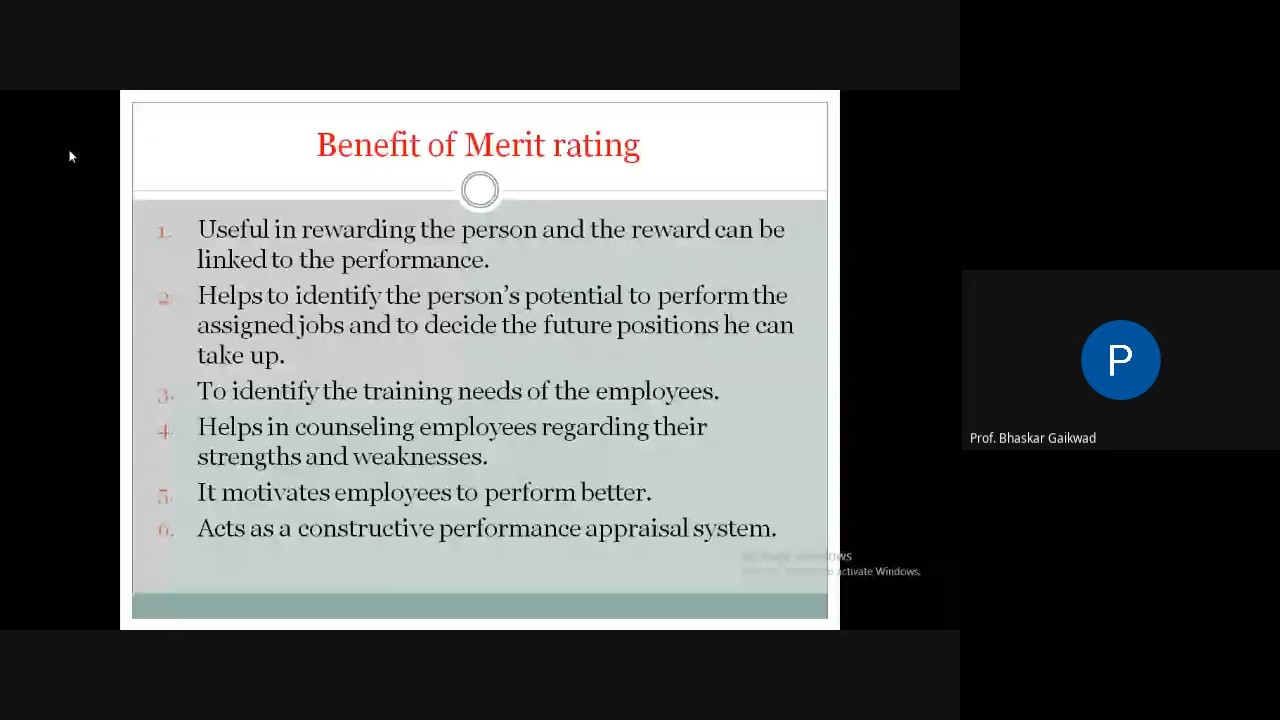 Benefit of Merit rating
1. Useful in rewarding the person and the reward can be
linked to the performance.
2. Helps to identify the person's potential to perform the
assigned jobs and to decide the future positions he can
take up.
3. To identify the training needs of the employees.
4. Helps in counseling employees regarding their
strengths and weaknesses.
5. It motivates employees to perform better.
6. Acts as a constructive performance appraisal system.
activate Windows.
P
Prof. Bhaskar Gaikwad